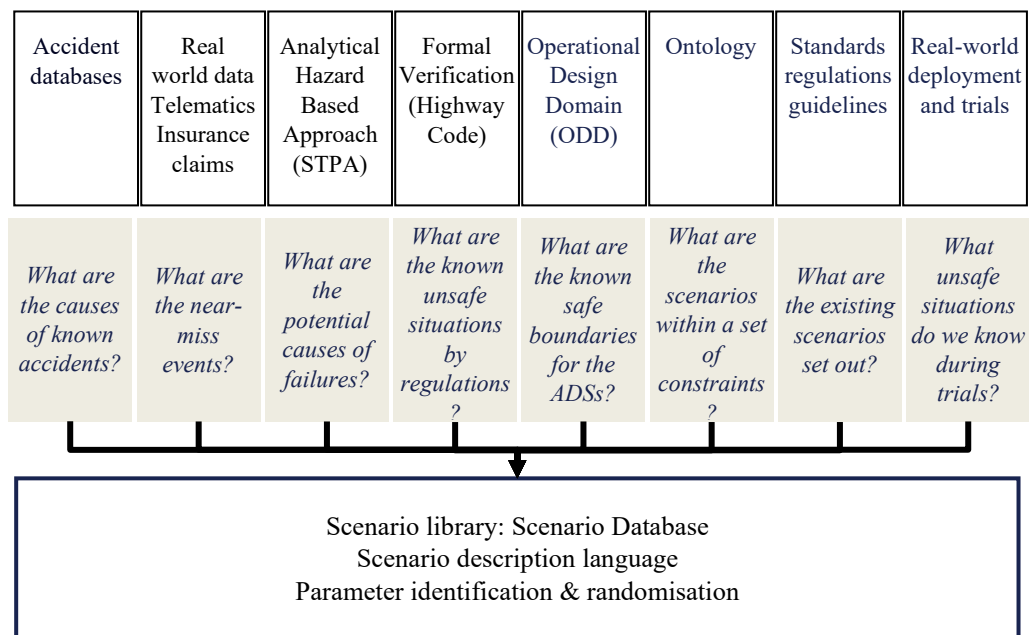 Accident
databases
Real
world data
Telematics
Insurance
claims
Analytical
Hazard
Based
Approach
(STPA)
Formal
Verification
(Highway
Code)
Operational
Design
Domain
(ODD)
Ontology
Standards
regulations
guidelines
Real-world
deployment
and trials
What are
the causes
of known
accidents?
What are
the near-
miss
events?
What are
the
potential
causes of
failures?
What are
the known
unsafe
situations
by
regulations
?
What are
the known
safe
boundaries
for the
ADSs?
What are
the
scenarios
within a set
of
constraints
?
What are
the existing
scenarios
set out?
What
unsafe
situations
do we know
during
trials?
Scenario library: Scenario Database
Scenario description language
Parameter identification & randomisation